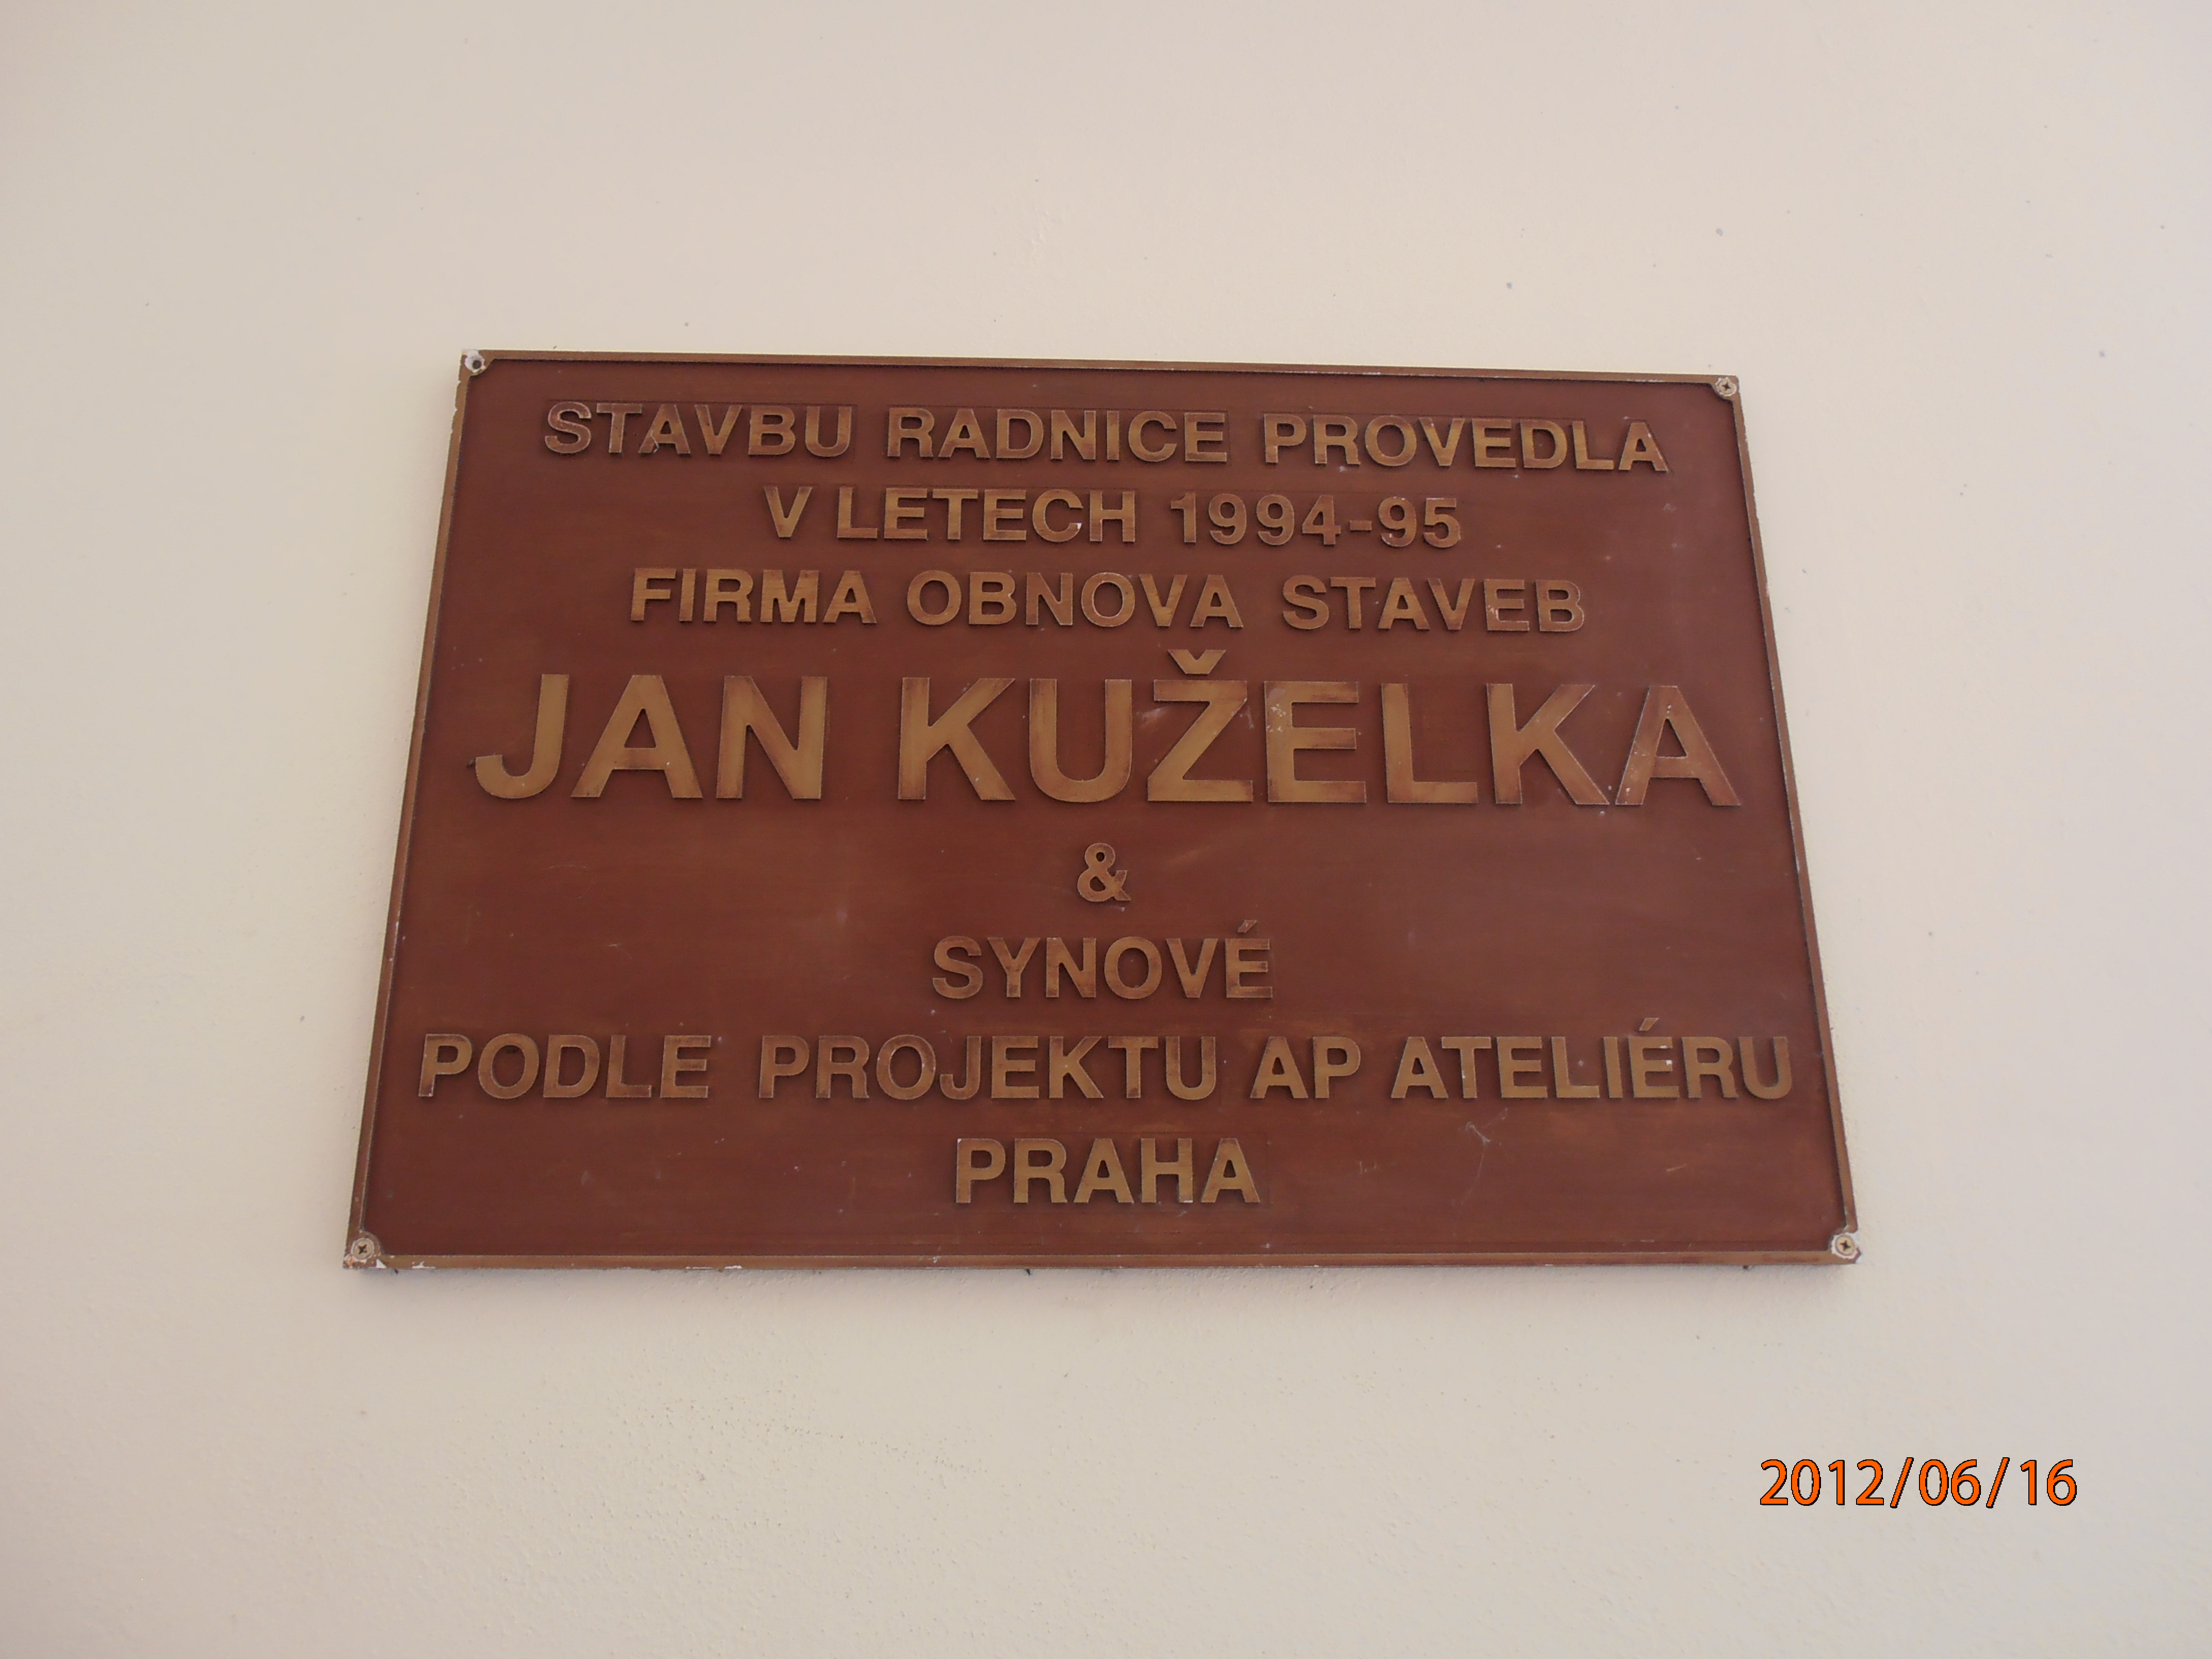 STAVBU RADNICE PROVEDLA
V LETECH 1994-95
FIRMA OBNOVA STAVEB
JAN KUŽELKA
&
SYNOVÉ
PODLE PROJEKTU AP ATELIÉRU
PRAHA
2012/06/16